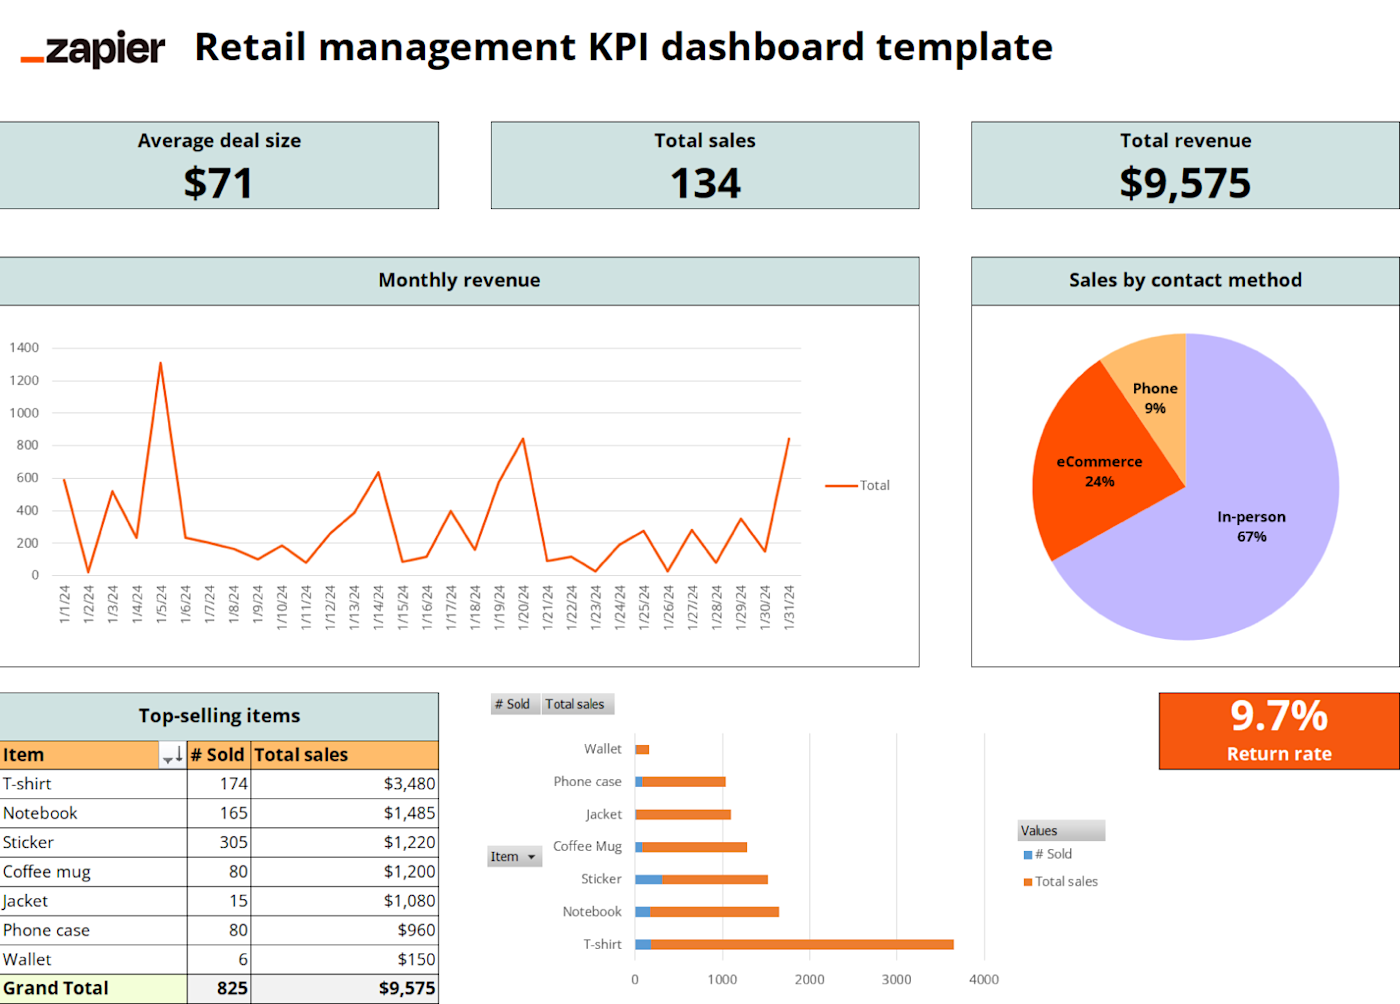 zapier Retail management KPI dashboard template
Average deal size
$71
Total sales
134
Total revenue
$9,575
Monthly revenue
1400
1200
1000
800
600
400
200
0
1/1/24 1/2/24 1/3/24 1/4/24 1/5/24 1/6/24 1/7/24 1/8/24 1/9/24 1/10/24 1/11/24 1/12/24 1/13/24 1/14/24 1/15/24 1/16/24 1/17/24 1/18/24 1/19/24 1/20/24 1/21/24 1/22/24 1/23/24 1/24/24 1/25/24 1/26/24 1/27/24 1/28/24 1/29/24 1/30/24 1/31/24
Total
Sales by contact method
Phone
9%
eCommerce
24%
In-person
67%
Top-selling items
Item # Sold Total sales
T-shirt 174 $3,480
Notebook 165 $1,485
Sticker 305 $1,220
Coffee mug 80 $1,200
Jacket 15 $1,080
Phone case 80 $960
Wallet 6 $150
Grand Total 825 $9,575
# Sold Total sales
Item
Wallet
Phone case
Jacket
Coffee Mug
Sticker
Notebook
T-shirt
0 1000 2000 3000 4000
Values
# Sold
Total sales
9.7%
Return rate